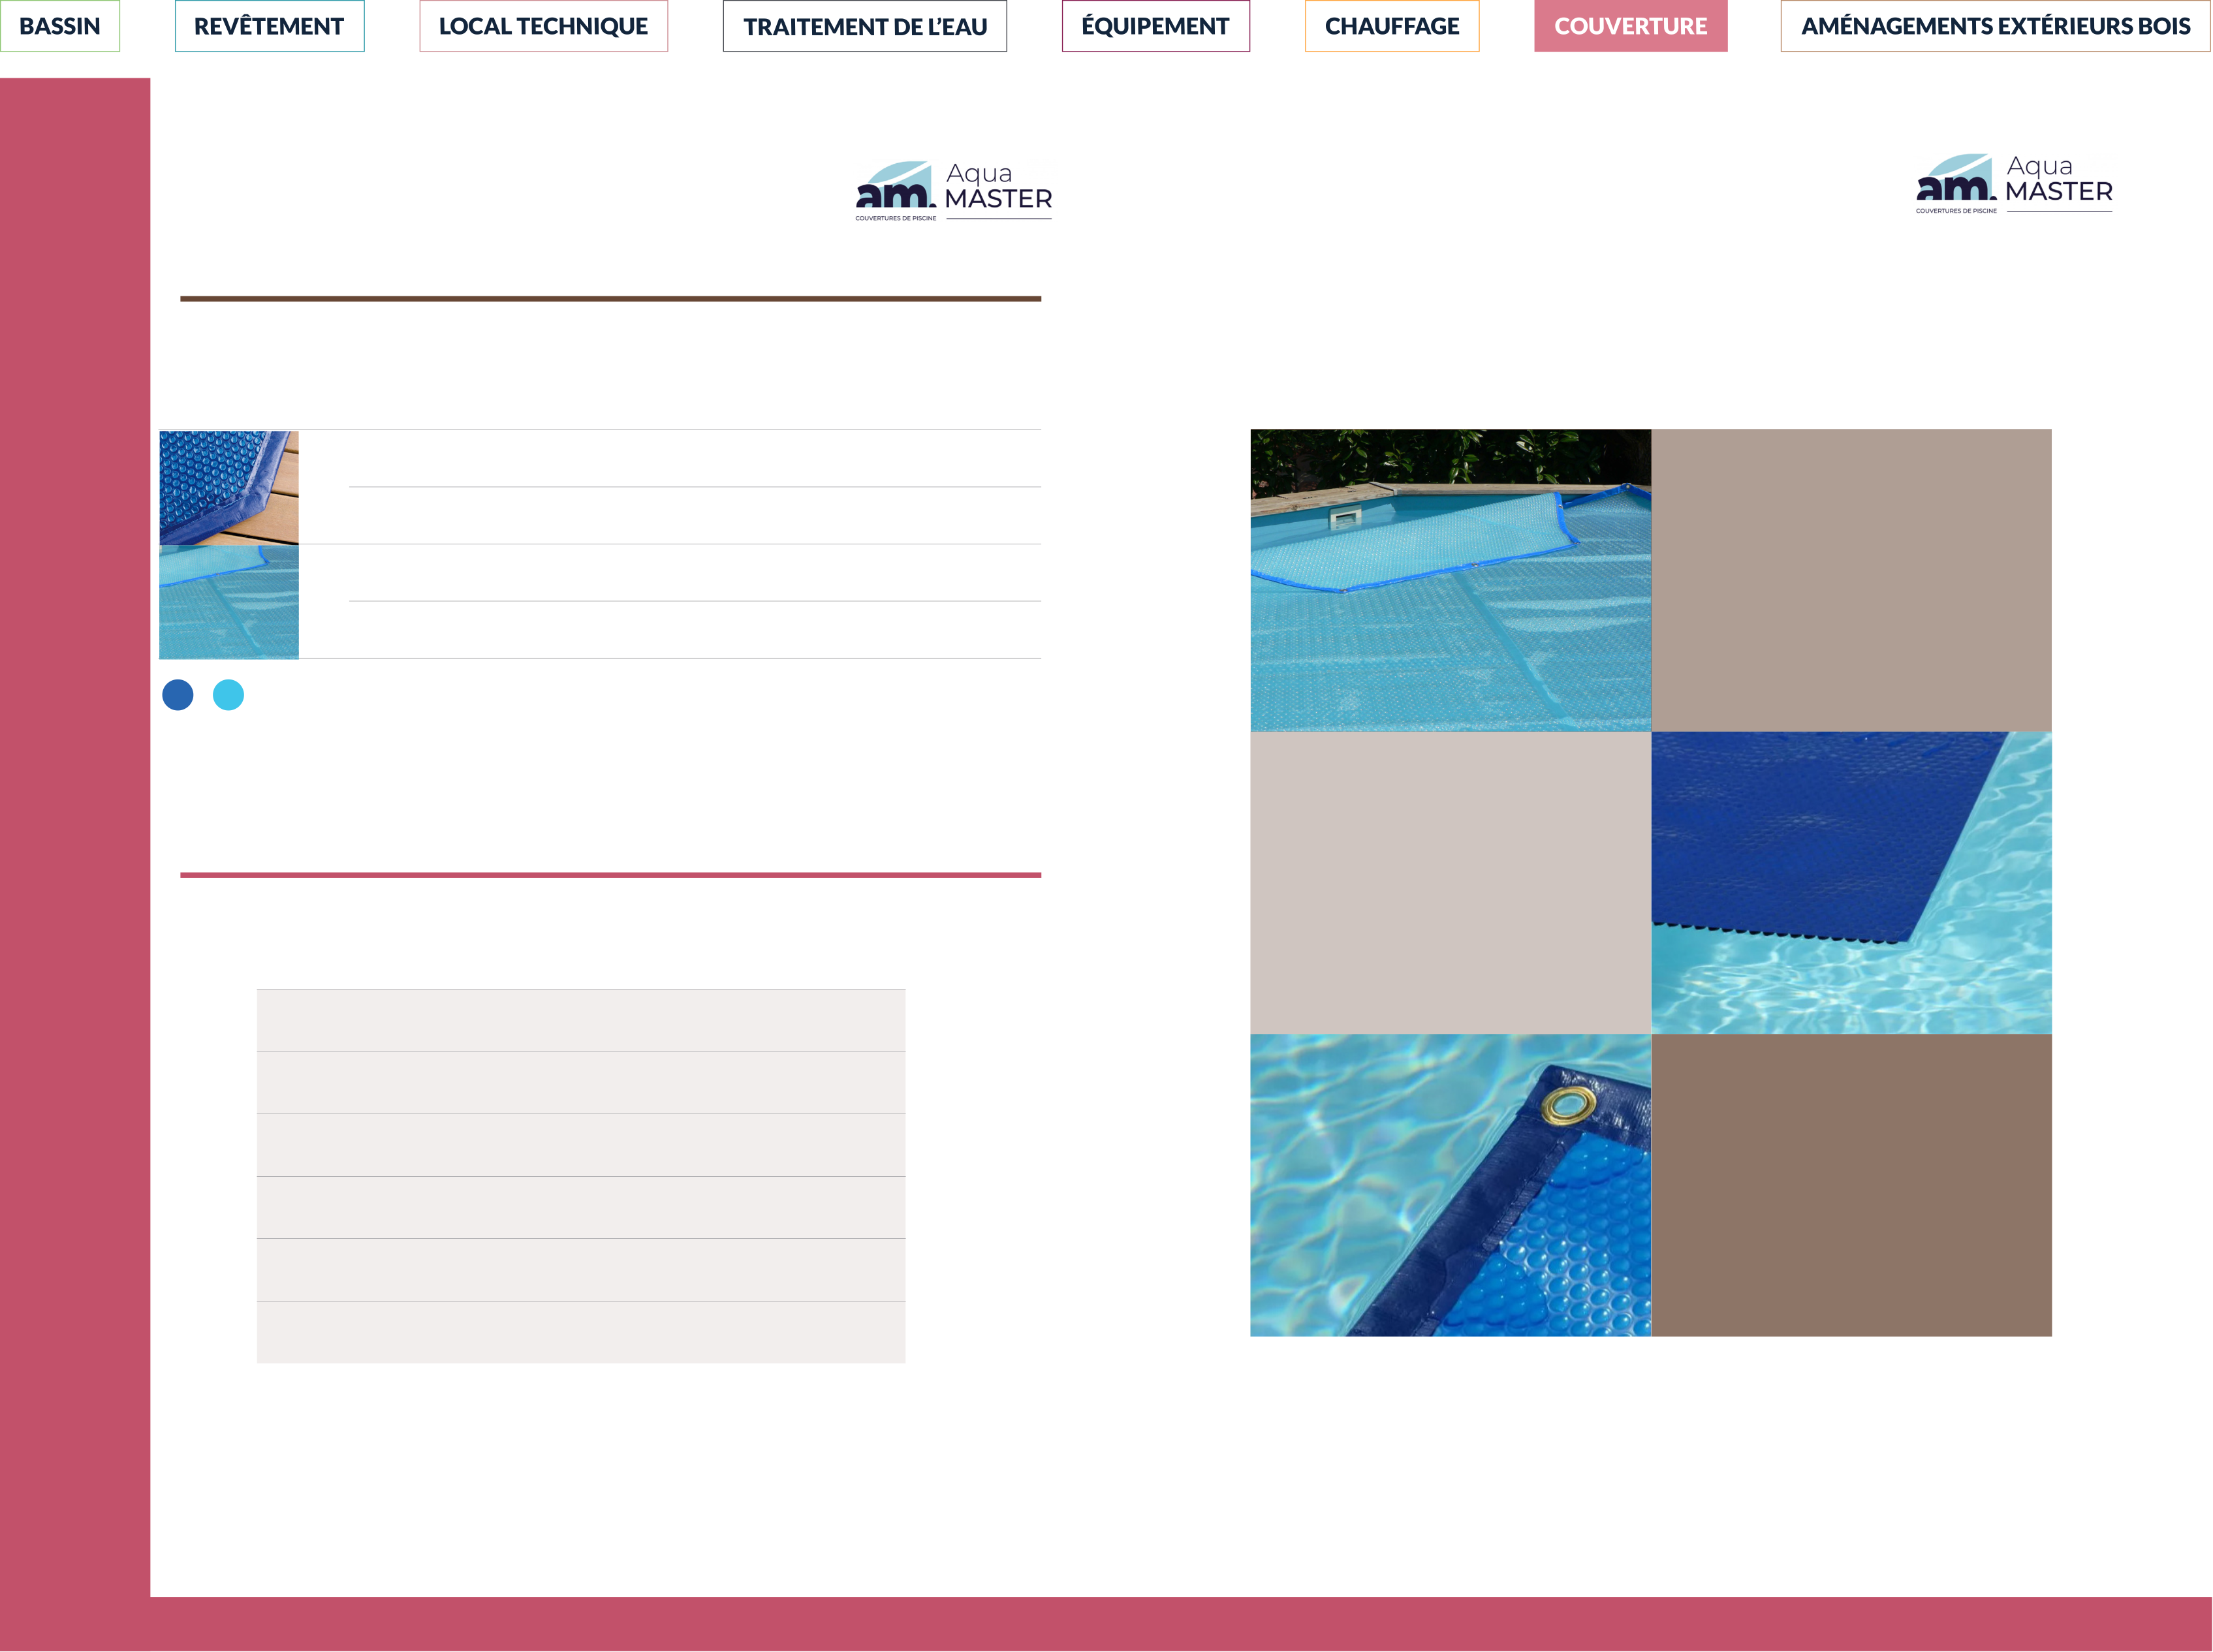 BASSIN
REVÊTEMENT
LOCAL TECHNIQUE
TRAITEMENT DE L'EAU
ÉQUIPEMENT
CHAUFFAGE
COUVERTURE
AMÉNAGEMENTS EXTÉRIEURS BOIS
am. Aqua
MASTER
COUVERTURES DE PISCINE
am. Aqua
MASTER
COUVERTURES DE PISCINE